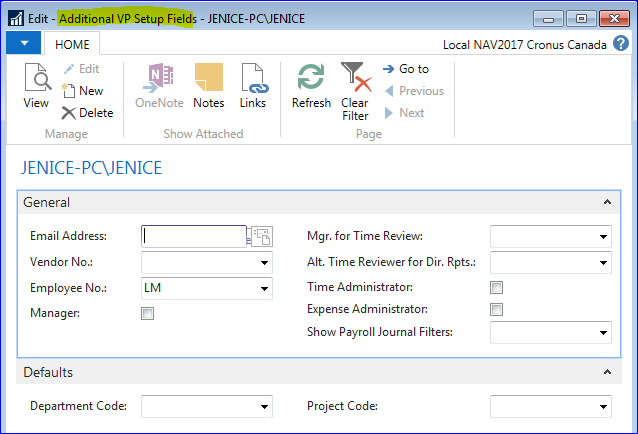 Edit - Additional VP Setup Fields - JENICE-PC\JENICE
HOME
Local NAV2017 Cronus Canada ?
View
Edit
New
Delete
Manage
OneNote
Notes
Links
Show Attached
Refresh
Clear
Filter
Go to
Previous
Next
Page
JENICE-PC\JENICE
General
Email Address:
Vendor No.:
Employee No.: LM
Manager:
Mgr. for Time Review:
Alt. Time Reviewer for Dir. Rpts.:
Time Administrator:
Expense Administrator:
Show Payroll Journal Filters:
Defaults
Department Code:
Project Code: